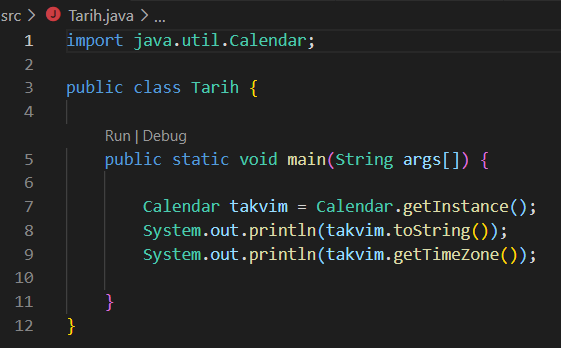 src > Tarih.java > ...
1 import java.util.Calendar;
2
3 public class Tarih {
4
Run | Debug
5 public static void main(String args[]) {
6
7 Calendar takvim = Calendar.getInstance();
8 System.out.println(takvim.toString());
9 System.out.println(takvim.getTimeZone());
10
11 }
12 }